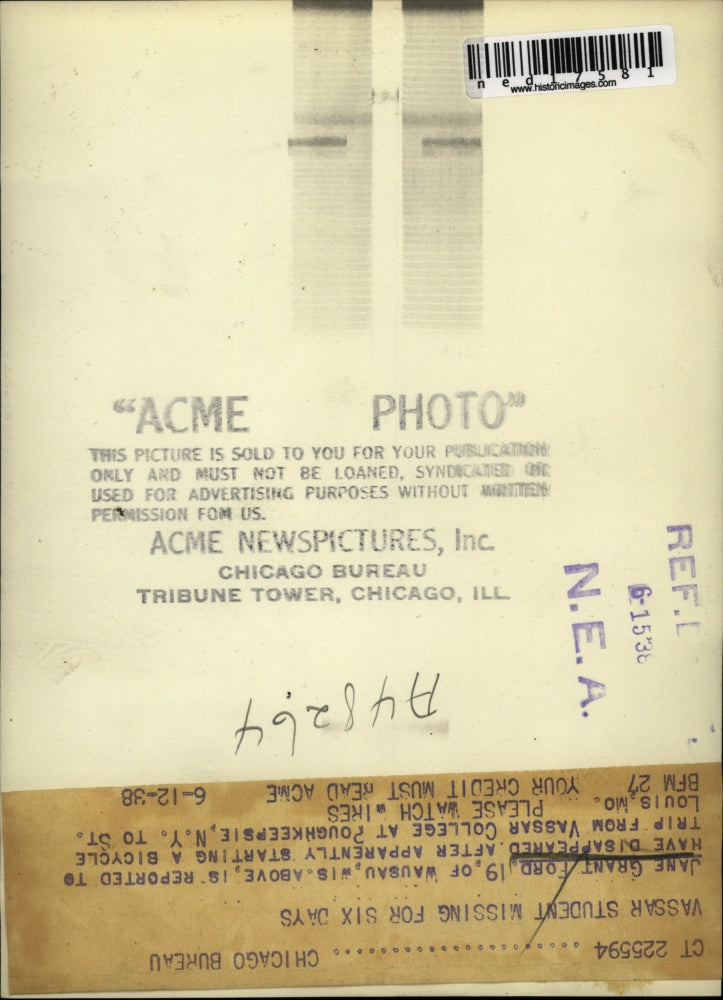 ned17581
www.historicimages.com
"ACME PHOTO"
THIS PICTURE IS SOLD TO YOU FOR YOUR PUBLICATION
ONLY AND MUST NOT BE LOANED, SYNDICATED OR
USED FOR ADVERTISING PURPOSES WITHOUT WRITTEN
PERMISSION FOM US.
ACME NEWSPICTURES, Inc.
CHICAGO BUREAU
TRIBUNE TOWER, CHICAGO, ILL.
REF.
6-15'38
N.E.A.
A48264
CT 225594 .................... CHICAGO BUREAU
VASSAR STUDENT MISSING FOR SIX DAYS
JANE GRANT FORD, 19, OF WAUSAU, WIS. ABOVE, IS REPORTED TO
HAVE DISAPPEARED AFTER APPARENTLY STARTING A BICYCLE
TRIP FROM VASSAR COLLEGE AT POUGHKEEPSIE, N.Y. TO ST.
LOUIS, MO. PLEASE WATCH WIRES
BFM 27 YOUR CREDIT MUST READ ACME 6-12-38